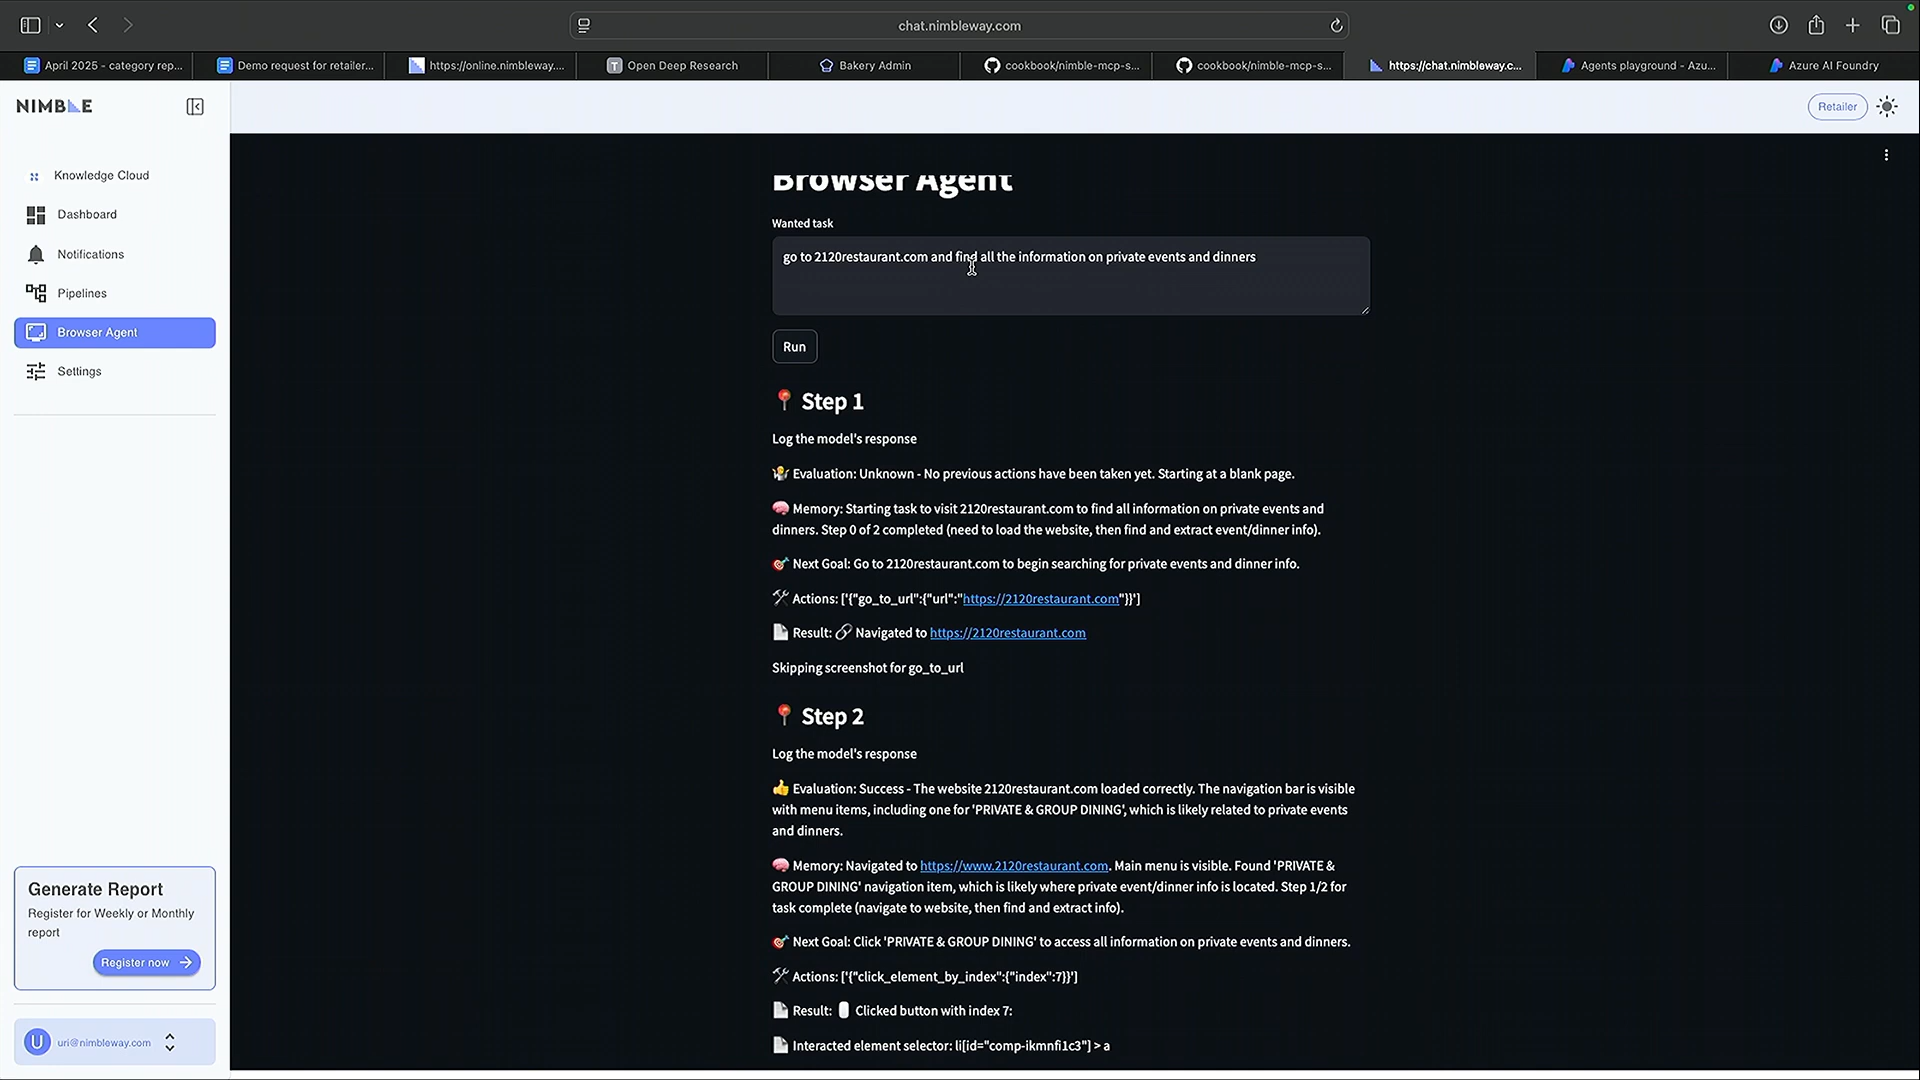 chat.nimbleway.com
April 2025 - category rep...
Demo request for retailer...
https://online.nimbleway....
Open Deep Research
Bakery Admin
cookbook/nimble-mcp-s...
cookbook/nimble-mcp-s...
https://chat.nimbleway.c...
Agents playground - Azu...
Azure AI Foundry
NIMBLE
Retailer
Knowledge Cloud
Dashboard
Notifications
Pipelines
Browser Agent
Settings
Generate Report
Register for Weekly or Monthly
report
Register now
U
uri@nimbleway.com
Browser Agent
Wanted task
go to 2120restaurant.com and find all the information on private events and dinners
Run
Step 1
Log the model's response
Evaluation: Unknown - No previous actions have been taken yet. Starting at a blank page.
Memory: Starting task to visit 2120restaurant.com to find all information on private events and
dinners. Step 0 of 2 completed (need to load the website, then find and extract event/dinner info).
Next Goal: Go to 2120restaurant.com to begin searching for private events and dinner info.
Actions: ['{"go_to_url":{"url":"https://2120restaurant.com"}}']
Result: 🔗 Navigated to https://2120restaurant.com
Skipping screenshot for go_to_url
Step 2
Log the model's response
Evaluation: Success - The website 2120restaurant.com loaded correctly. The navigation bar is visible
with menu items, including one for 'PRIVATE & GROUP DINING', which is likely related to private events
and dinners.
Memory: Navigated to https://www.2120restaurant.com. Main menu is visible. Found 'PRIVATE &
GROUP DINING' navigation item, which is likely where private event/dinner info is located. Step 1/2 for
task complete (navigate to website, then find and extract info).
Next Goal: Click 'PRIVATE & GROUP DINING' to access all information on private events and dinners.
Actions: ['{"click_element_by_index":{"index":7}}']
Result: Clicked button with index 7:
Interacted element selector: li[id="comp-ikmnfi1c3"] > a